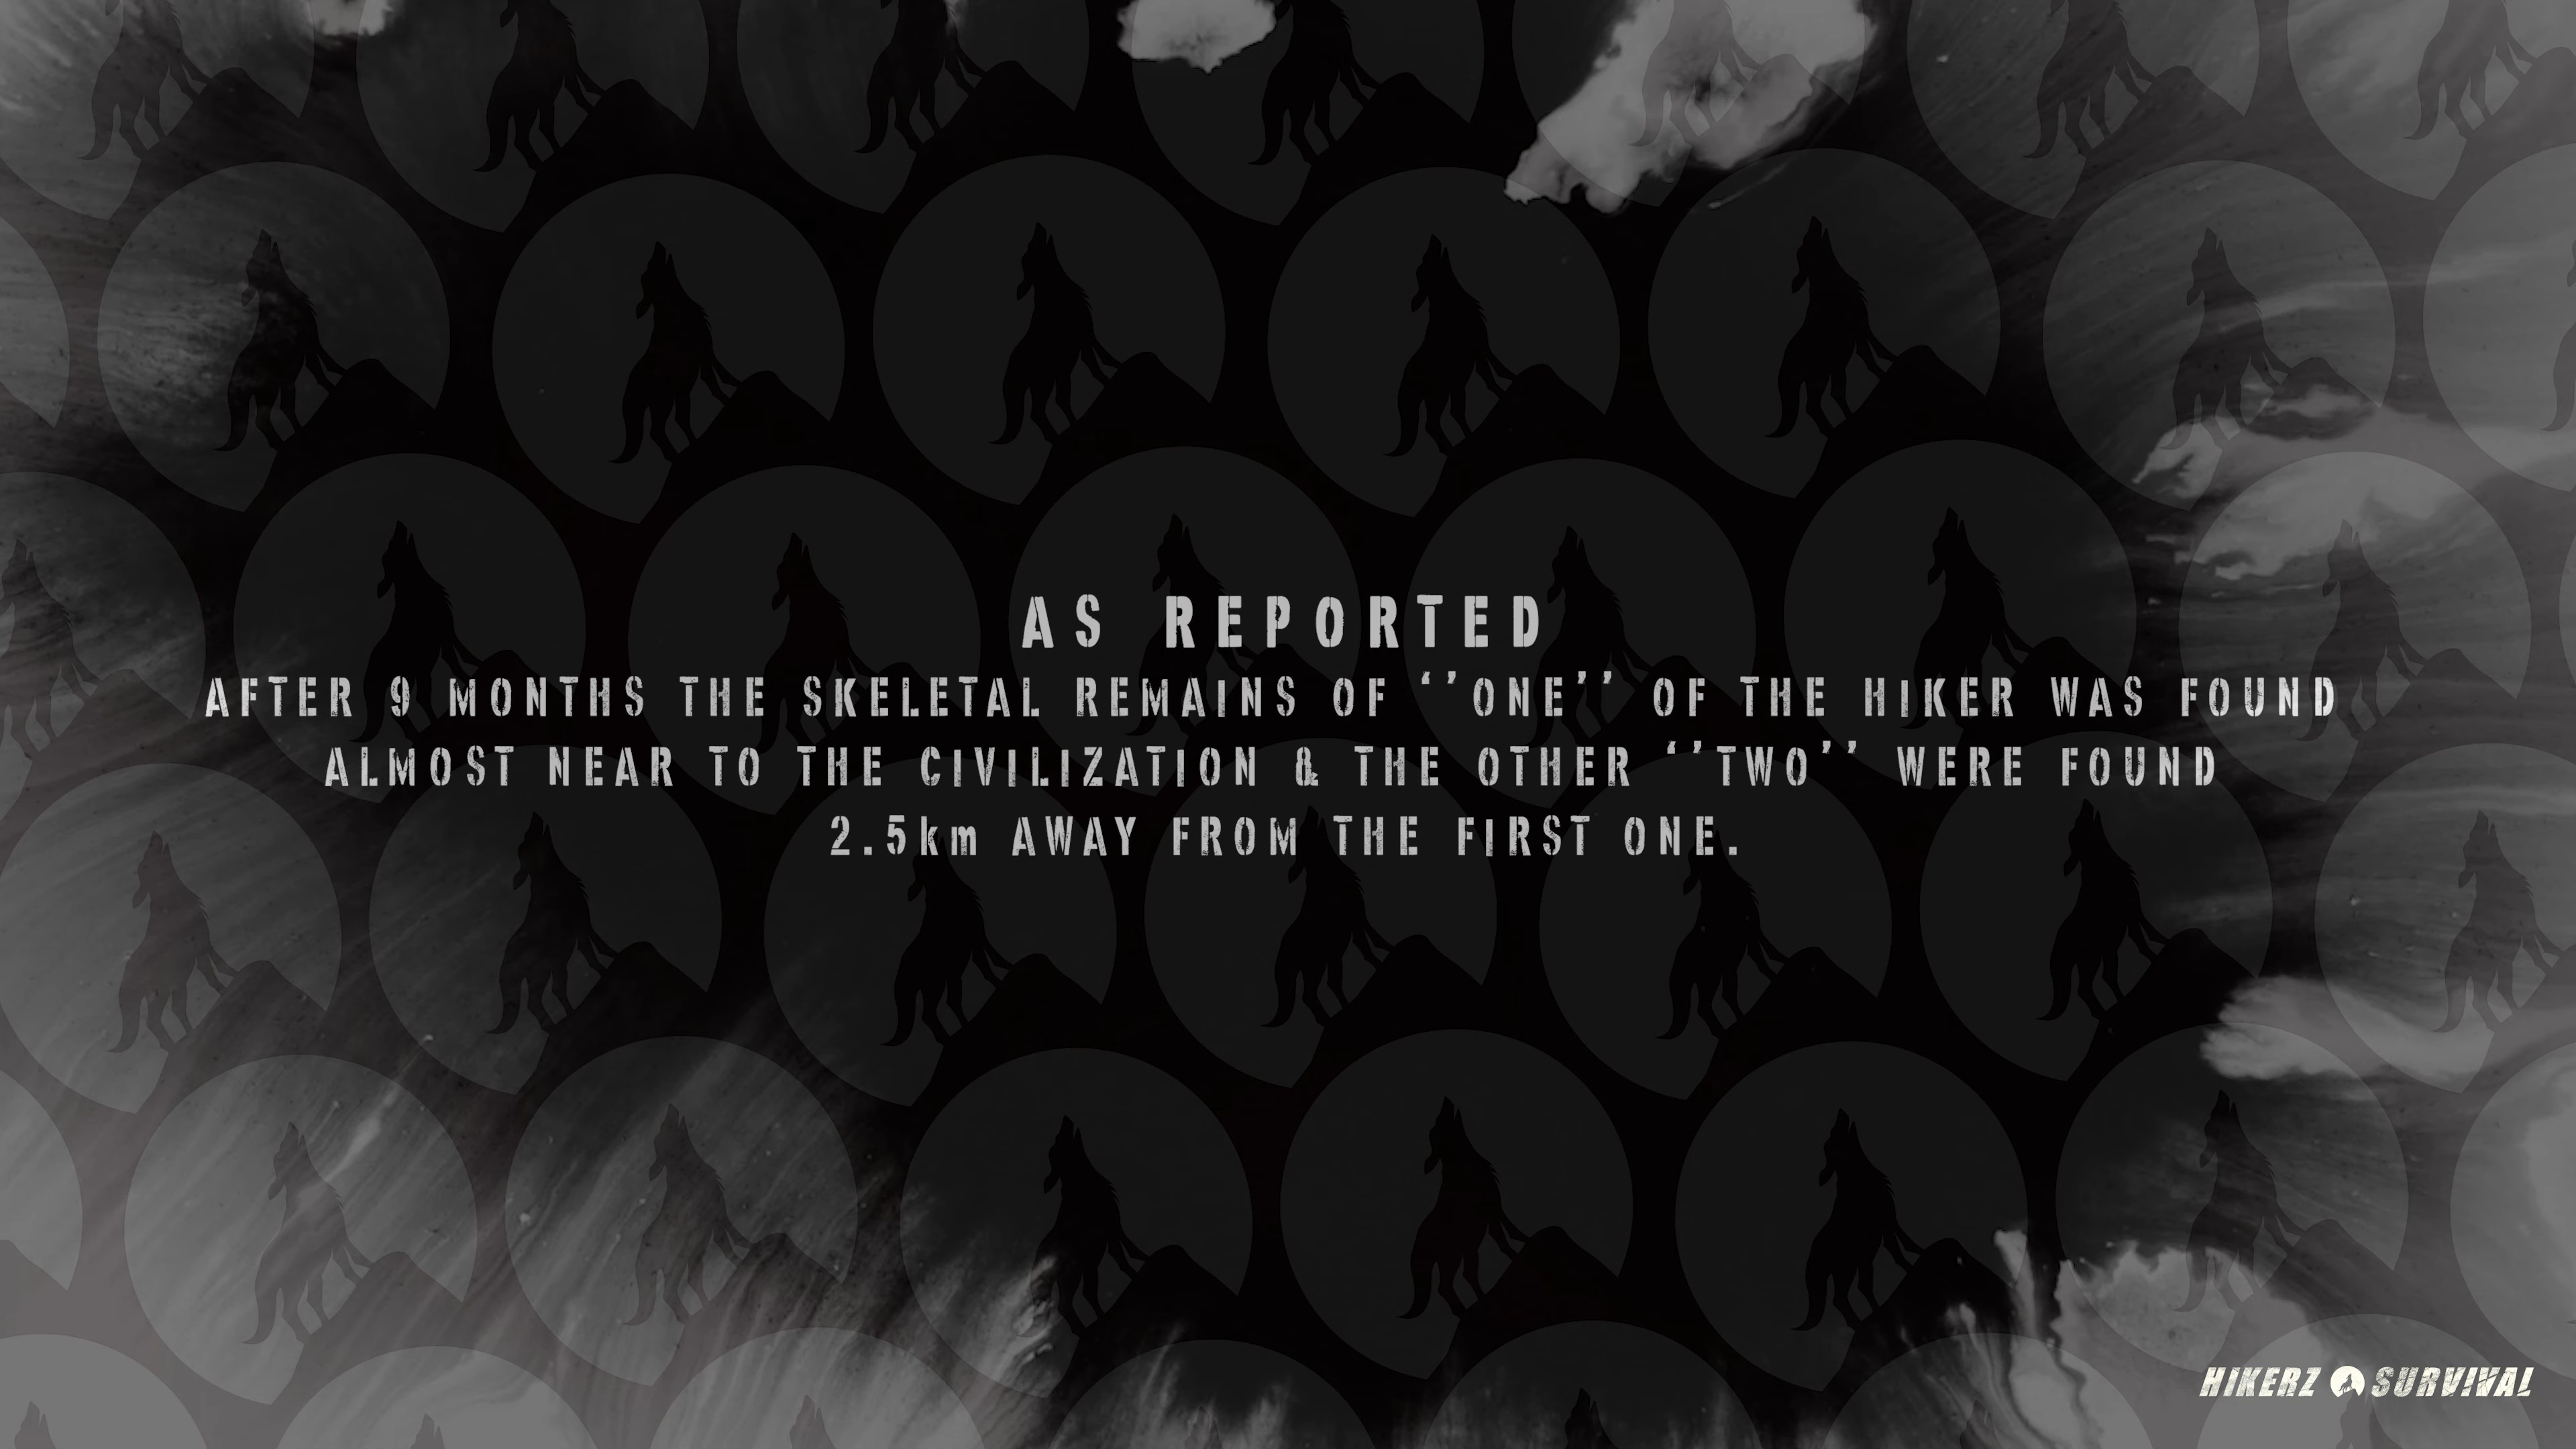 AS REPORTED
AFTER 9 MONTHS THE SKELETAL REMAINS OF ‘’ONE’’ OF THE HIKER WAS FOUND
ALMOST NEAR TO THE CIVILIZATION & THE OTHER ‘’TWO’’ WERE FOUND
2.5km AWAY FROM THE FIRST ONE.
HIKERZ SURVIVAL